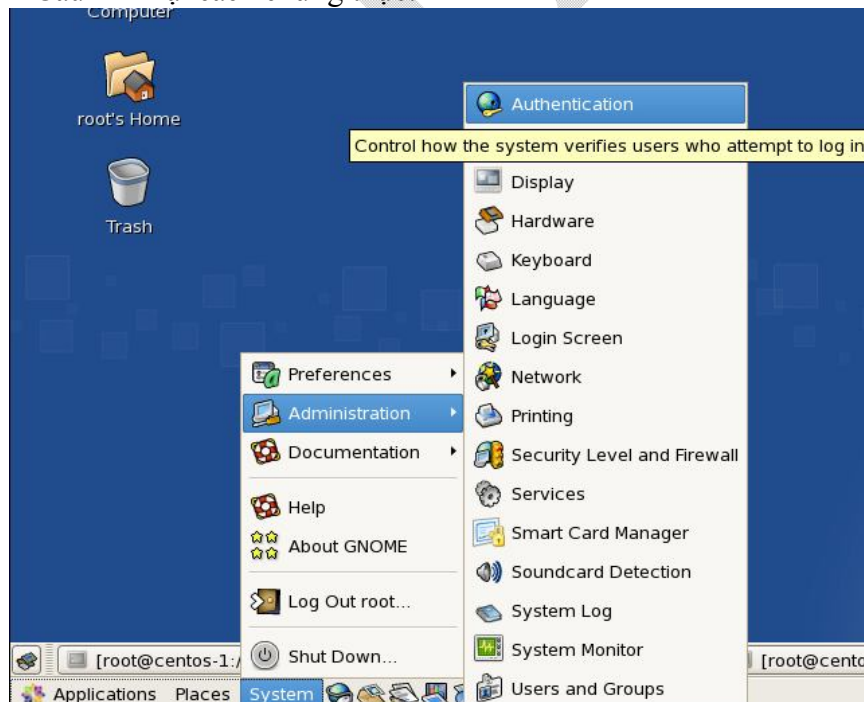 Computer
root's Home
Trash
Authentication
Control how the system verifies users who attempt to log in
Display
Hardware
Keyboard
Language
Login Screen
Network
Printing
Security Level and Firewall
Services
Smart Card Manager
Soundcard Detection
System Log
System Monitor
Users and Groups
Preferences
Administration
Documentation
Help
About GNOME
Log Out root...
Shut Down...
[root@centos-1:/
[root@cento
Applications Places System